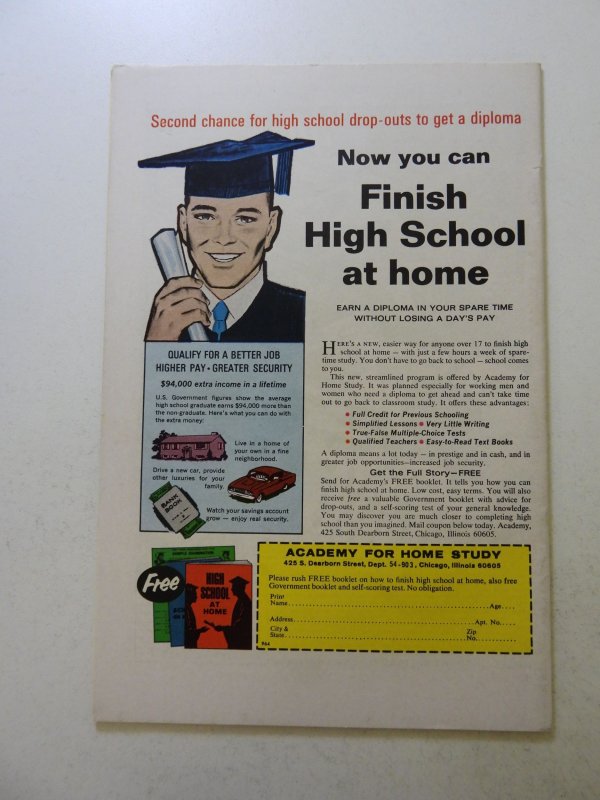 Second chance for high school drop-outs to get a diploma
Now you can
Finish
High School
at home
EARN A DIPLOMA IN YOUR SPARE TIME
WITHOUT LOSING A DAY'S PAY
HERE'S A NEW, easier way for anyone over 17 to finish high
school at home — with just a few hours a week of spare-
time study. You don't have to go back to school — school comes
to you.
This new, streamlined program is offered by Academy for
Home Study. It was planned especially for working men and
women who need a diploma to get ahead and can't take time
out to go back to classroom study. It offers these advantages:
• Full Credit for Previous Schooling
• Simplified Lessons • Very Little Writing
• True-False Multiple-Choice Tests
• Qualified Teachers • Easy-to-Read Text Books
A diploma means a lot today — in prestige and in cash, and in
greater job opportunities—increased job security.
Get the Full Story—FREE
Send for Academy's FREE booklet. It tells you how you can
finish high school at home. Low cost, easy terms. You will also
receive free a valuable Government booklet with advice for
drop-outs, and a self-scoring test of your general knowledge.
You may discover you are much closer to completing high
school than you imagined. Mail coupon below today. Academy,
425 South Dearborn Street, Chicago, Illinois 60605.
QUALIFY FOR A BETTER JOB
HIGHER PAY • GREATER SECURITY
$94,000 extra income in a lifetime
U.S. Government figures show the average
high school graduate earns $94,000 more than
the non-graduate. Here's what you can do with
the extra money:
Live in a home of
your own in a fine
neighborhood.
Drive a new car, provide
other luxuries for your
family.
BANK
BOOK
Watch your savings account
grow — enjoy real security.
Free
HIGH
SCHOOL
AT
HOME
ACADEMY FOR HOME STUDY
425 S. Dearborn Street, Dept. 54-903, Chicago, Illinois 60605
Please rush FREE booklet on how to finish high school at home, also free
Government booklet and self-scoring test. No obligation.
Print
Name.......... Age....
Address.......... Apt. No.....
City & Zip
State.......... No.....